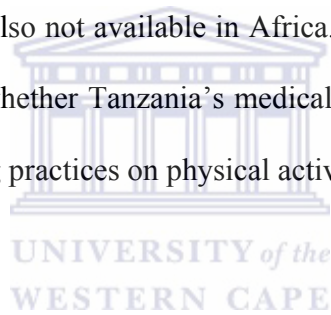 lso not available in Africa.
hether Tanzania's medical
practices on physical activ
UNIVERSITY of the
WESTERN CAPE